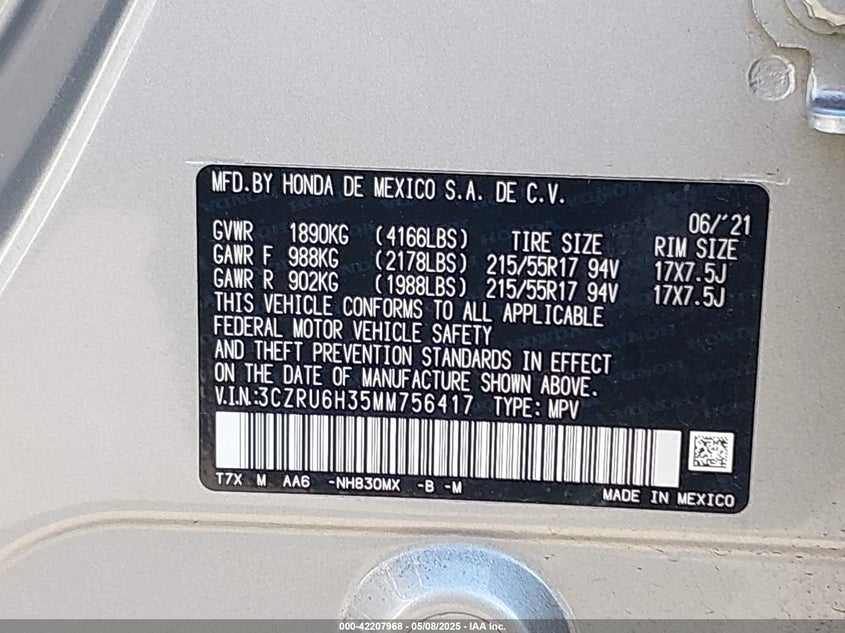 MFD.BY HONDA DE MEXICO S.A. DE C.V.
06/'21
GVWR 1890KG (4166LBS) TIRE SIZE RIM SIZE
GAWR F 988KG (2178LBS) 215/55R17 94V 17X7.5J
GAWR R 902KG (1988LBS) 215/55R17 94V 17X7.5J
THIS VEHICLE CONFORMS TO ALL APPLICABLE
FEDERAL MOTOR VEHICLE SAFETY
AND THEFT PREVENTION STANDARDS IN EFFECT
ON THE DATE OF MANUFACTURE SHOWN ABOVE.
V.I.N.:3CZRU6H35MM756417 TYPE: MPV
T7X M AA6 -NH830MX -B -M
MADE IN MEXICO
000-42207968 - 05/08/2025 - IAA Inc.